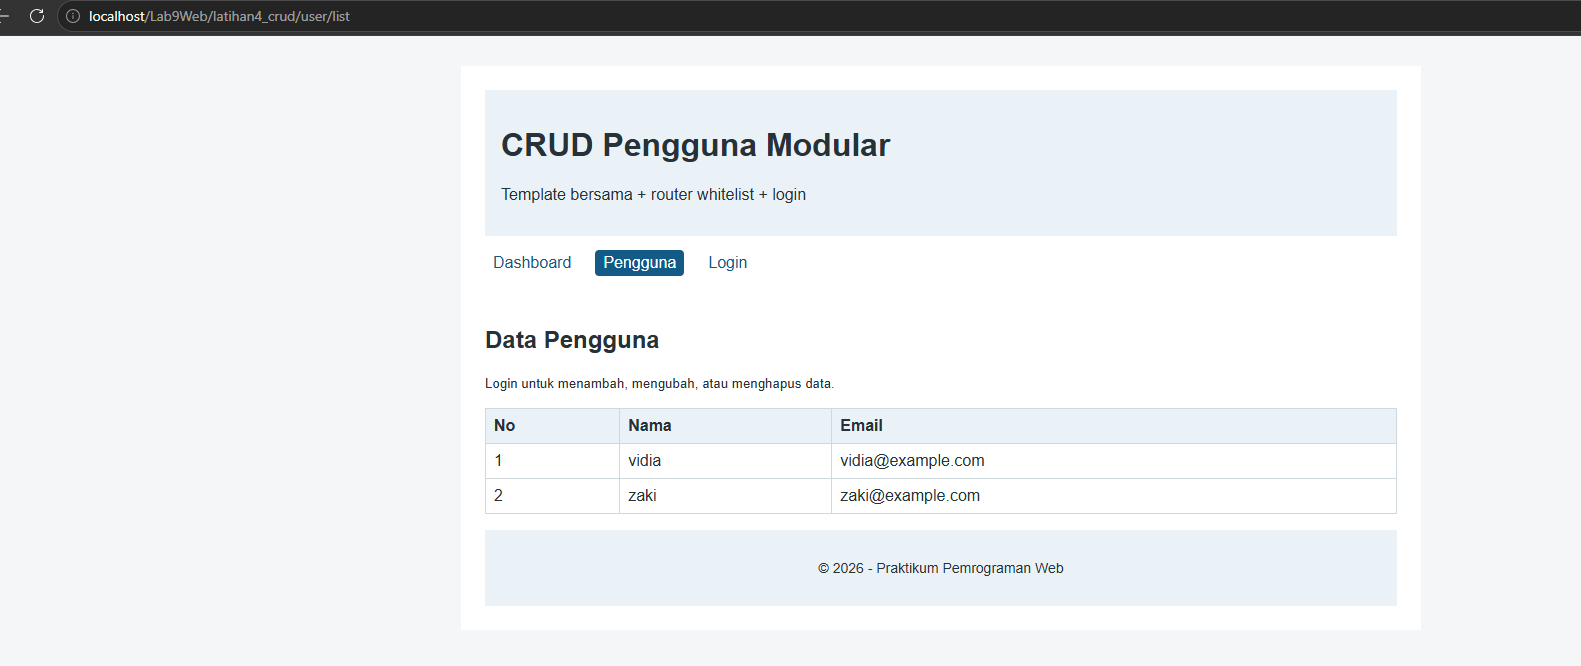 localhost/Lab9Web/latihan4_crud/user/list
CRUD Pengguna Modular
Template bersama + router whitelist + login
Dashboard Pengguna Login
Data Pengguna
Login untuk menambah, mengubah, atau menghapus data.
No Nama Email
1 vidia vidia@example.com
2 zaki zaki@example.com
© 2026 - Praktikum Pemrograman Web